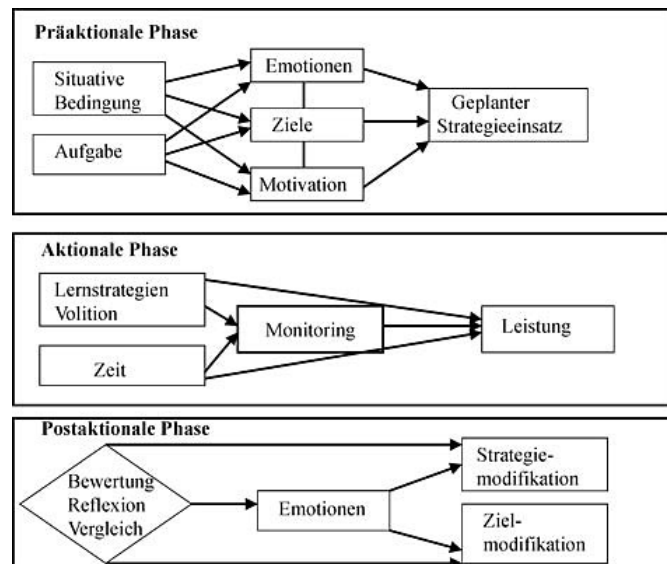 Präaktionale Phase
Situative
Bedingung
Aufgabe
Emotionen
Ziele
Motivation
Geplanter
Strategieeinsatz
Aktionale Phase
Lernstrategien
Volition
Zeit
Monitoring
Leistung
Postaktionale Phase
Bewertung
Reflexion
Vergleich
Emotionen
Strategie-
modifikation
Ziel-
modifikation